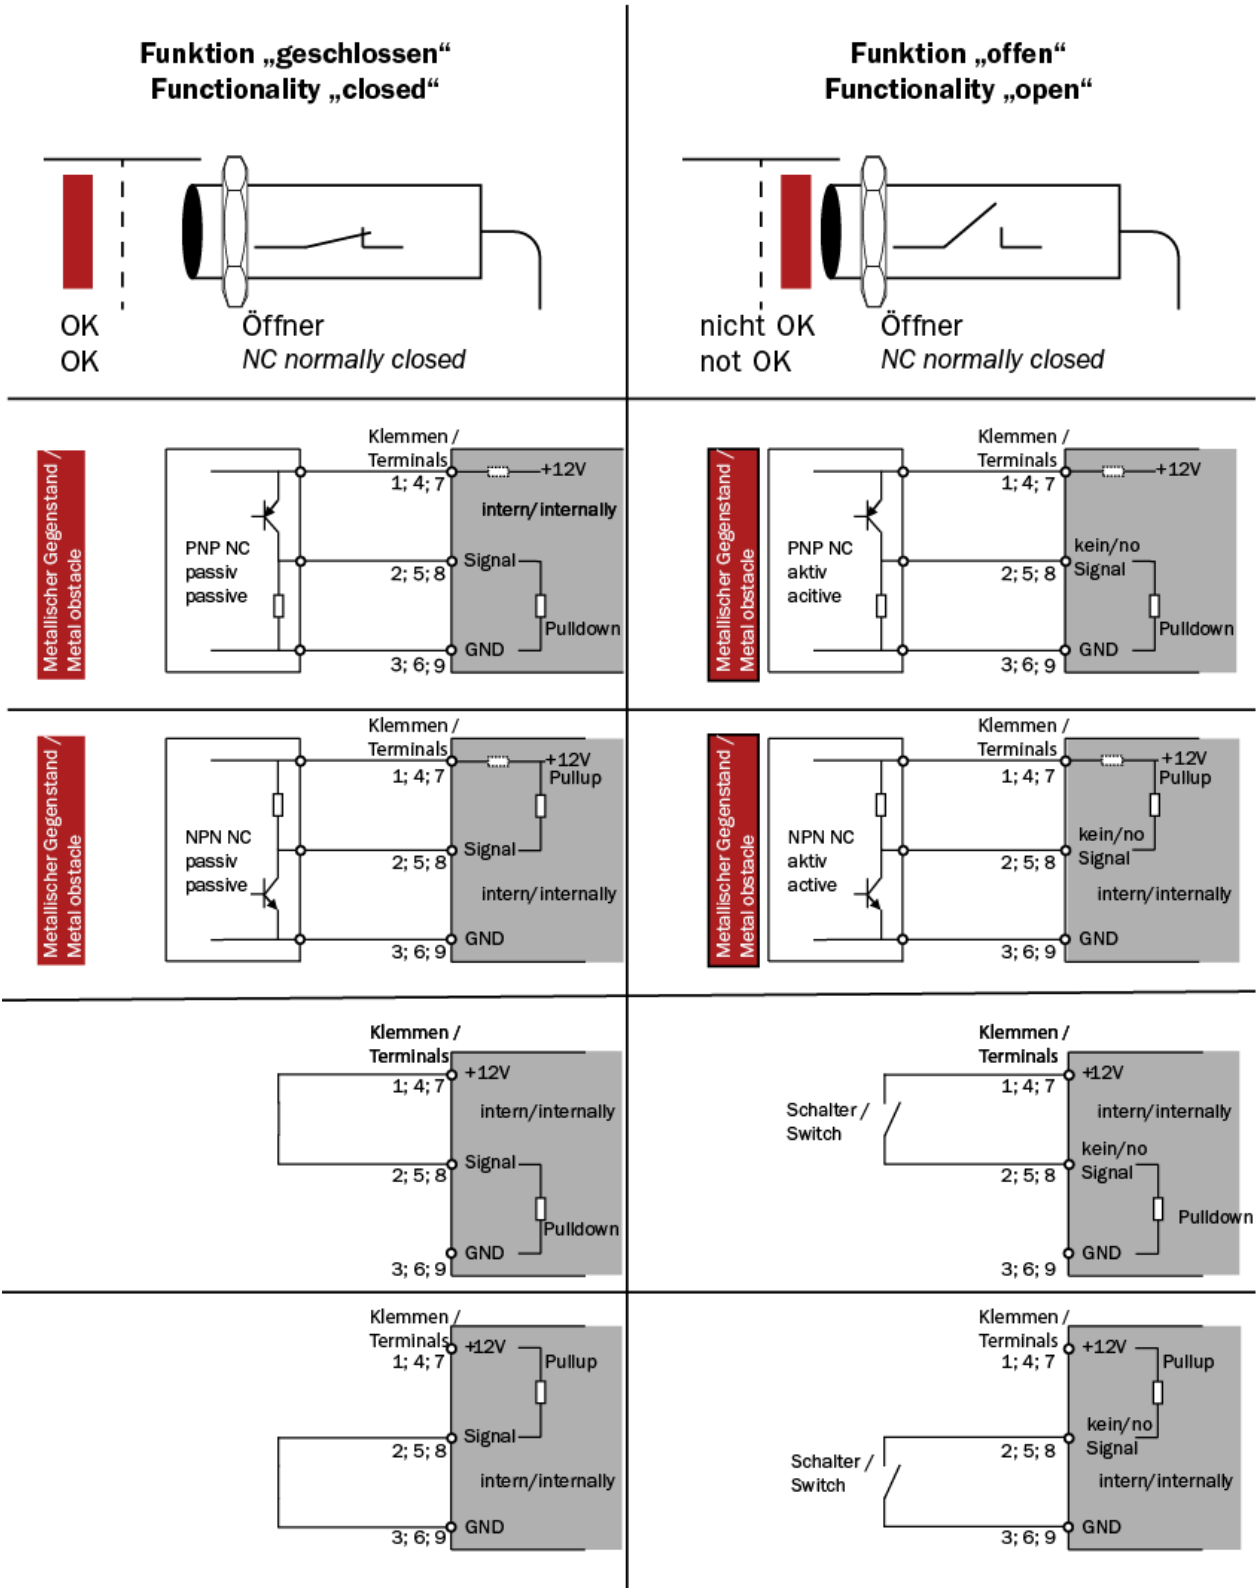 Funktion „geschlossen“
Functionality „closed“
Funktion „offen“
Functionality „open“
OK
OK
Öffner
NC normally closed
nicht OK
not OK
Öffner
NC normally closed
Metallischer Gegenstand /
Metal obstacle
PNP NC
passiv
passive
Klemmen /
Terminals
1; 4; 7
+12V
intern/internally
2; 5; 8
Signal
Pulldown
3; 6; 9
GND
Metallischer Gegenstand /
Metal obstacle
PNP NC
aktiv
acitive
Klemmen /
Terminals
1; 4; 7
+12V
kein/no
Signal
2; 5; 8
Pulldown
3; 6; 9
GND
Metallischer Gegenstand /
Metal obstacle
NPN NC
passiv
passive
Klemmen /
Terminals
1; 4; 7
+12V
Pullup
2; 5; 8
Signal
intern/internally
3; 6; 9
GND
Metallischer Gegenstand /
Metal obstacle
NPN NC
aktiv
active
Klemmen /
Terminals
1; 4; 7
+12V
Pullup
kein/no
Signal
2; 5; 8
intern/internally
3; 6; 9
GND
Klemmen /
Terminals
1; 4; 7
+12V
intern/internally
2; 5; 8
Signal
Pulldown
3; 6; 9
GND
Schalter /
Switch
Klemmen /
Terminals
1; 4; 7
+12V
intern/internally
kein/no
Signal
2; 5; 8
Pulldown
3; 6; 9
GND
Klemmen /
Terminals
1; 4; 7
+12V
Pullup
2; 5; 8
Signal
intern/internally
3; 6; 9
GND
Schalter /
Switch
Klemmen /
Terminals
1; 4; 7
+12V
Pullup
kein/no
Signal
2; 5; 8
intern/internally
3; 6; 9
GND